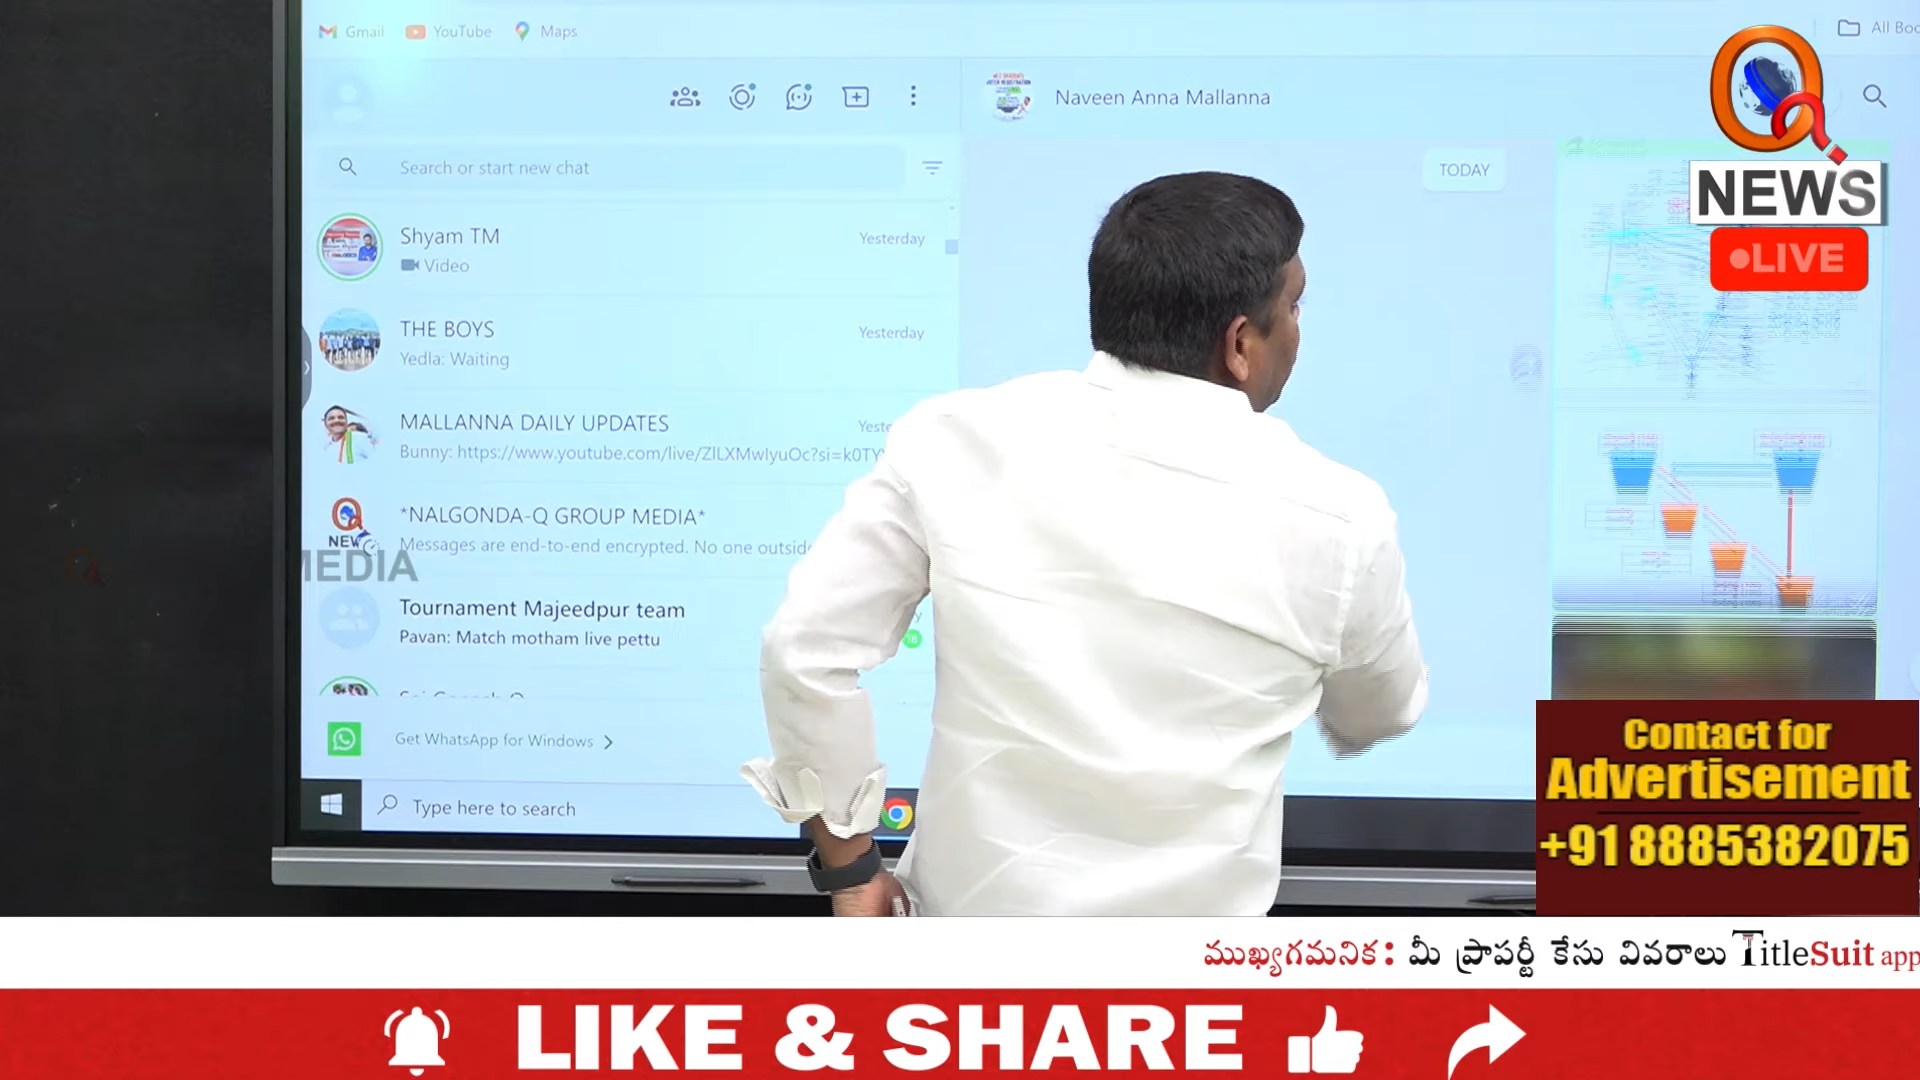 Gmail
YouTube
Maps
All Boo
Naveen Anna Mallanna
Search or start new chat
TODAY
NEWS
LIVE
Shyam TM
Yesterday
Video
THE BOYS
Yesterday
Yedla: Waiting
MALLANNA DAILY UPDATES
Yeste
Bunny: https://www.youtube.com/live/ZlLXMwIyuOc?si=k0TY
*NALGONDA-Q GROUP MEDIA*
Messages are end-to-end encrypted. No one outsid
MEDIA
Tournament Majeedpur team
Pavan: Match motham live pettu
18
Get WhatsApp for Windows
Type here to search
Contact for
Advertisement
+91 8885382075
ముఖ్యగమనిక: మీ ప్రాపర్టీ కేసు వివరాలు TitleSuit app
LIKE & SHARE